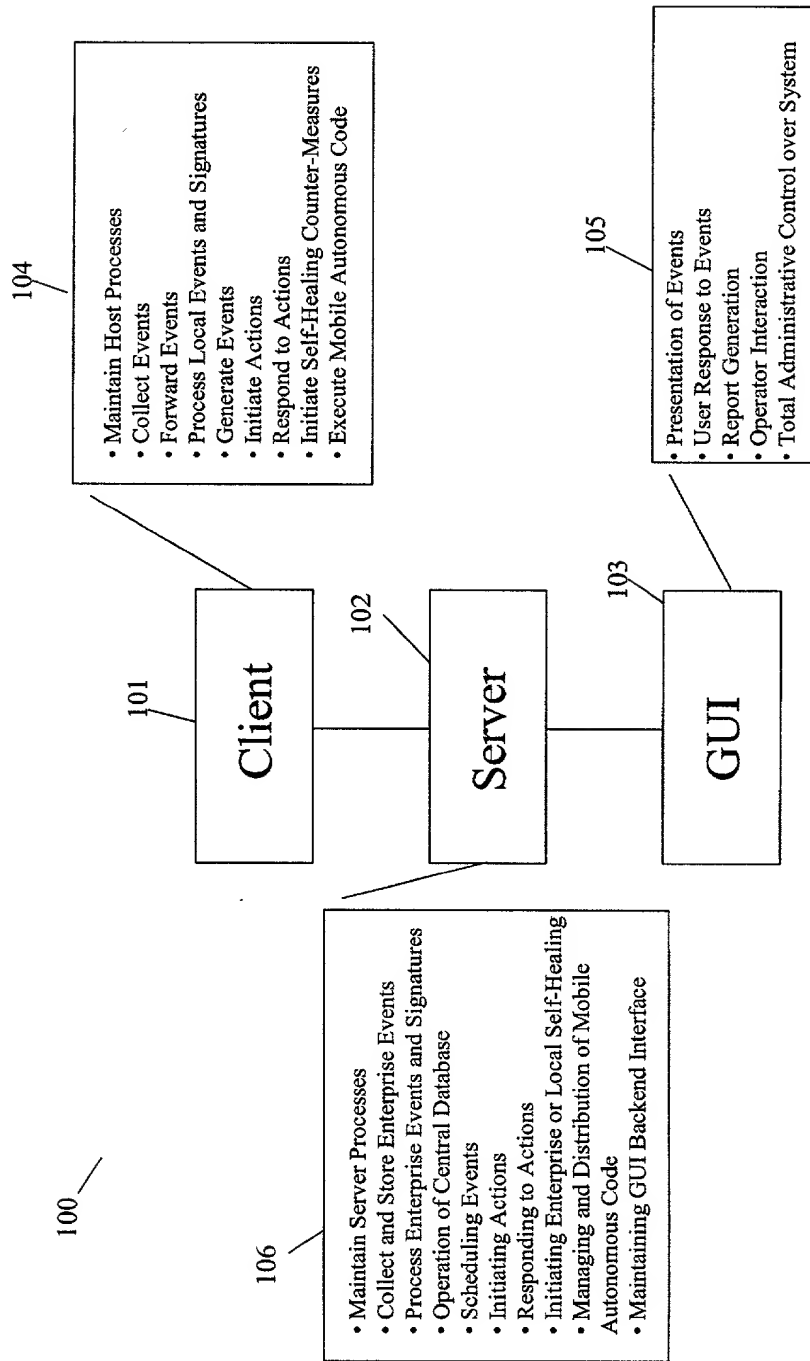 100
106
• Maintain Server Processes
• Collect and Store Enterprise Events
• Process Enterprise Events and Signatures
• Operation of Central Database
• Scheduling Events
• Initiating Actions
• Responding to Actions
• Initiating Enterprise or Local Self-Healing
• Managing and Distribution of Mobile
Autonomous Code
• Maintaining GUI Backend Interface
101
Client
102
Server
103
GUI
104
• Maintain Host Processes
• Collect Events
• Forward Events
• Process Local Events and Signatures
• Generate Events
• Initiate Actions
• Respond to Actions
• Initiate Self-Healing Counter-Measures
• Execute Mobile Autonomous Code
105
• Presentation of Events
• User Response to Events
• Report Generation
• Operator Interaction
• Total Administrative Control over System